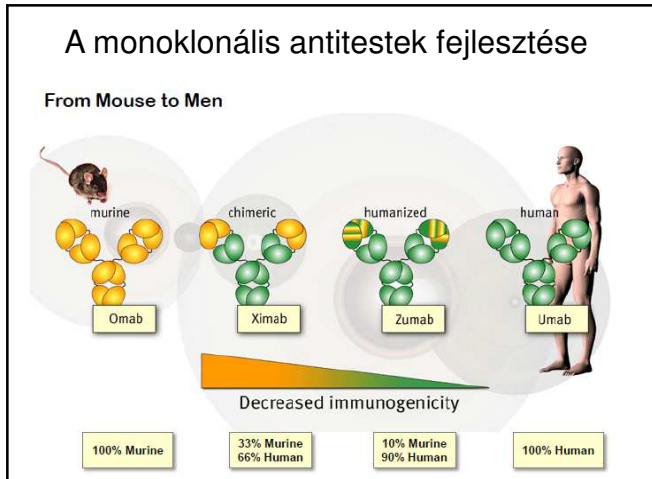 A monoklonális antitestek fejlesztése
From Mouse to Men
murine
chimeric
humanized
human
Omab
Ximab
Zumab
Umab
Decreased immunogenicity
100% Murine
33% Murine
66% Human
10% Murine
90% Human
100% Human